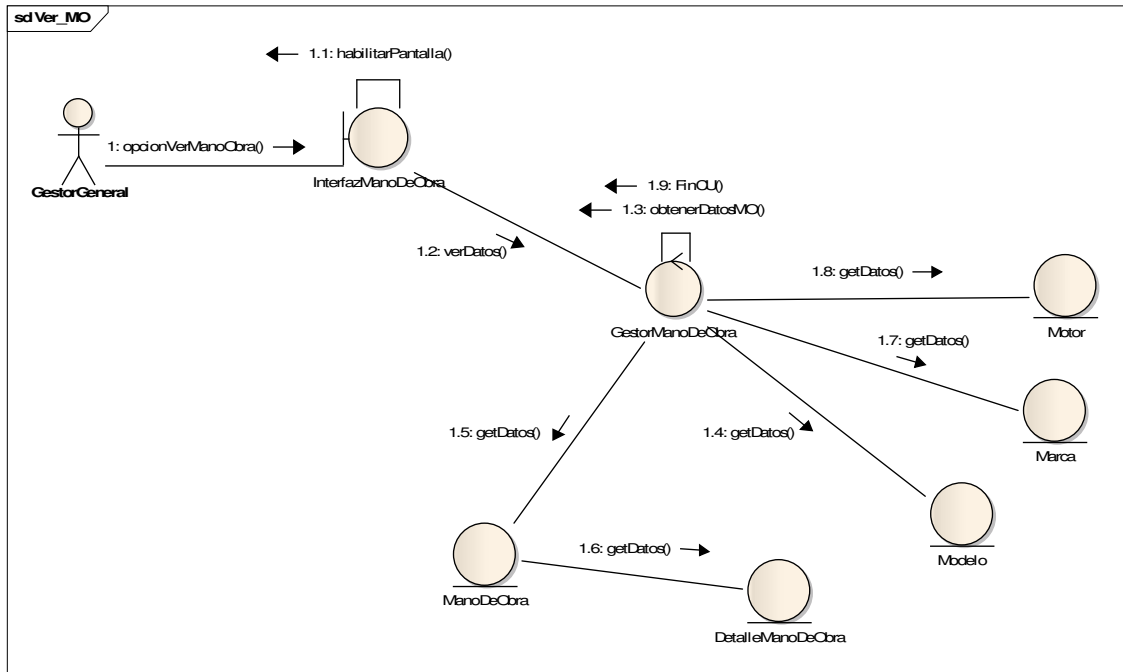 sd Ver_MO
1.1: habilitarPantalla()
1: opcionVerManoObra()
GestorGeneral
InterfazManoDeObra
1.9: FinCU()
1.3: obtenerDatosMO()
1.2: verDatos()
1.8: getDatos()
GestorManoDeObra
Motor
1.7: getDatos()
1.5: getDatos()
1.4: getDatos()
Marca
1.6: getDatos()
Modelo
ManoDeObra
DetalleManoDeObra